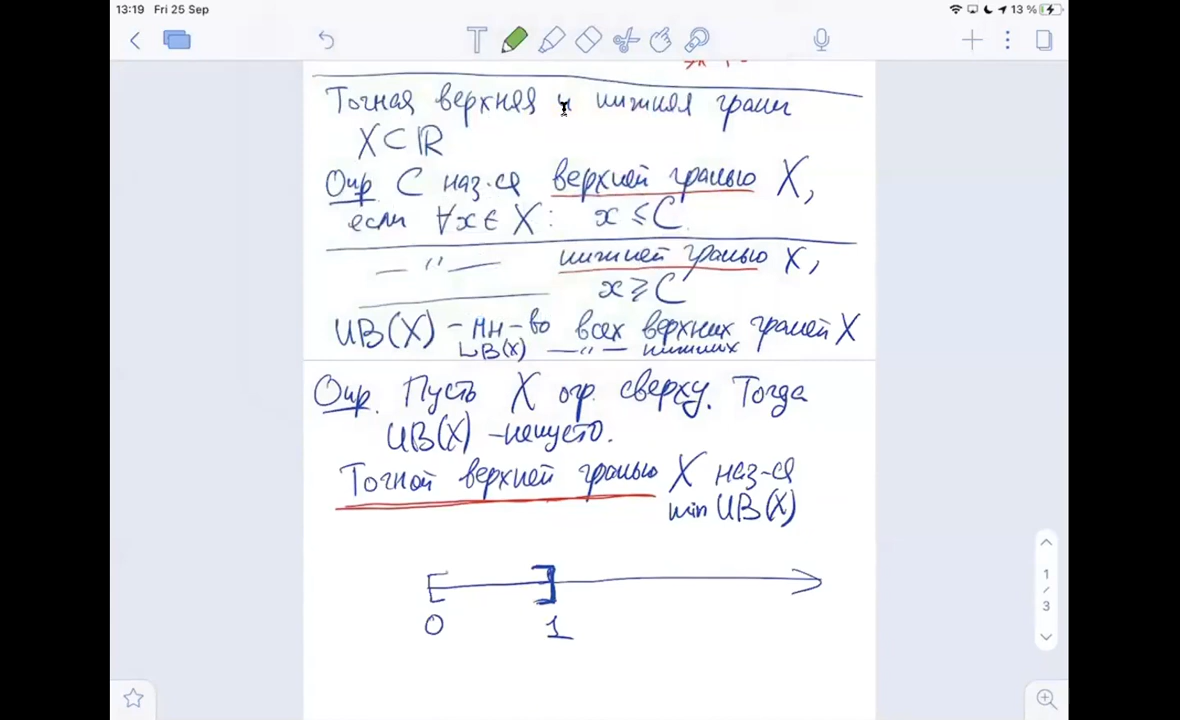 13:19 Fri 25 Sep
13 %
T
Точная верхняя и нижняя грани
X⊂ℝ
Опр C наз-ся верхней гранью X,
если ∀x∈X: x ≤ C.
—"— нижней гранью X,
x ≥ C
UB(X) – мн-во всех верхних граней X
LB(X) —"— нижних
Опр. Пусть X огр. сверху. Тогда
UB(X) – непусто.
Точной верхней гранью X наз-ся
min UB(X)
0 1
1
/
3